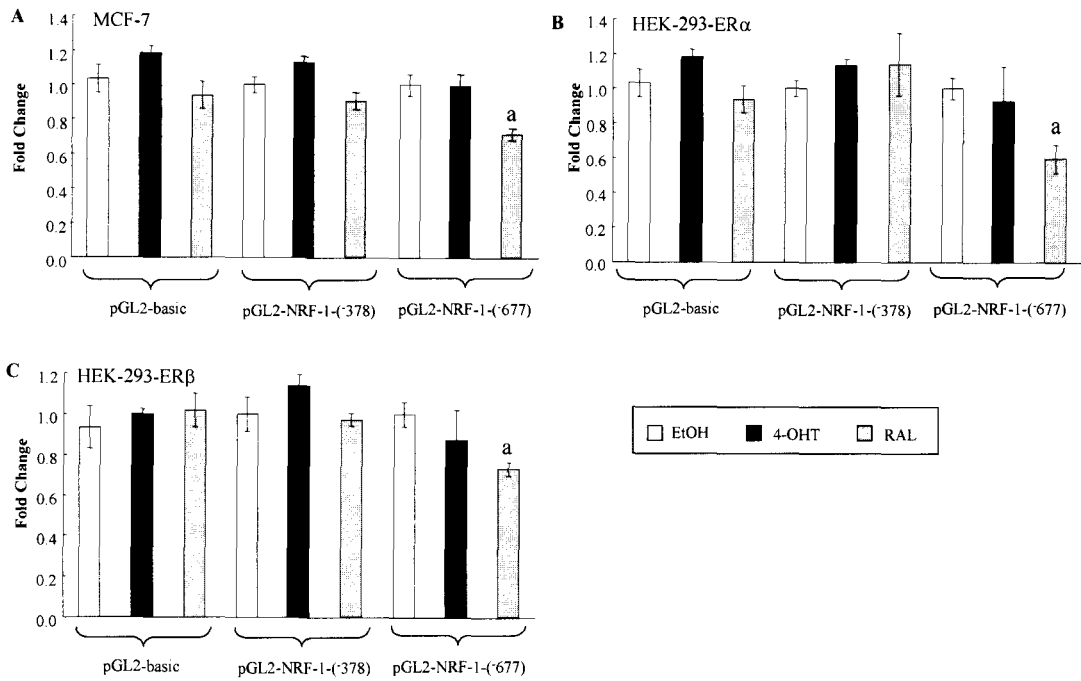 A
MCF-7
1.4
1.2
1.0
0.8
0.6
0.4
0.2
0.0
Fold Change
a
pGL2-basic
pGL2-NRF-1-(-378)
pGL2-NRF-1-(-677)
B
HEK-293-ERα
1.4
1.2
1.0
0.8
0.6
0.4
0.2
0.0
Fold Change
a
pGL2-basic
pGL2-NRF-1-(-378)
pGL2-NRF-1-(-677)
C
HEK-293-ERβ
1.2
1.0
0.8
0.6
0.4
0.2
0.0
Fold Change
a
pGL2-basic
pGL2-NRF-1-(-378)
pGL2-NRF-1-(-677)
EtOH
4-OHT
RAL